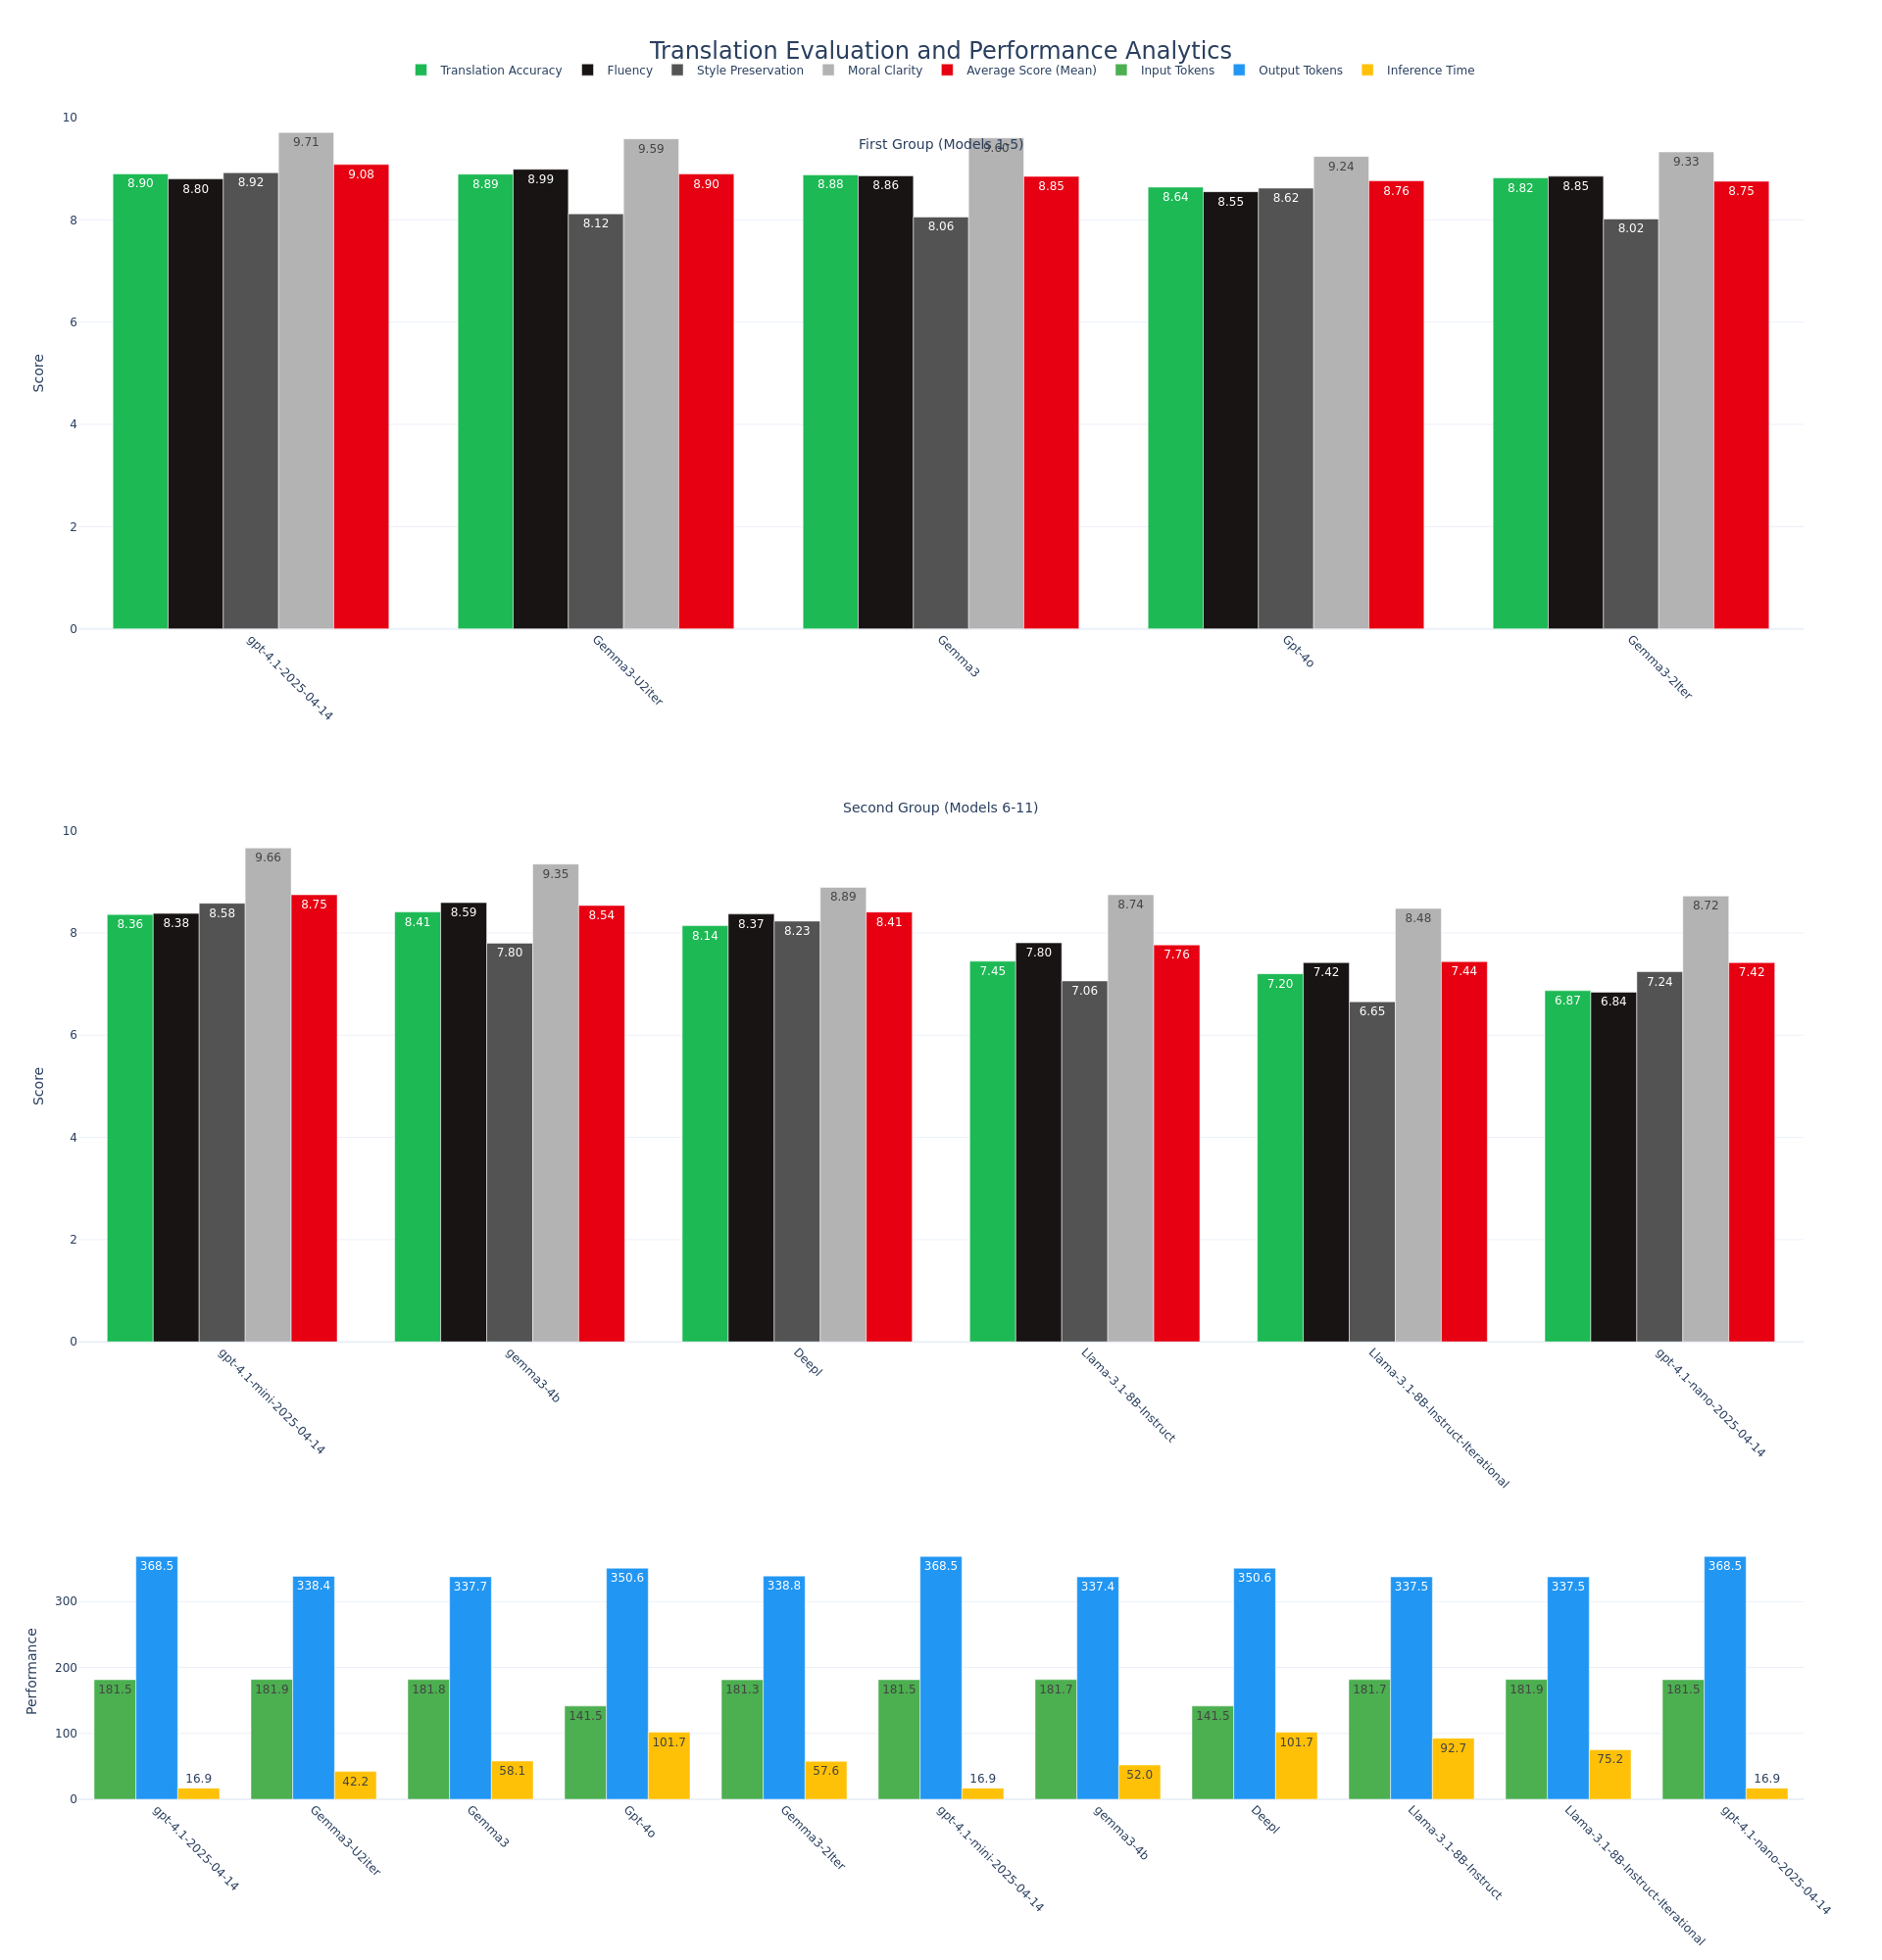 Translation Evaluation and Performance Analytics
Translation Accuracy Fluency Style Preservation Moral Clarity Average Score (Mean) Input Tokens Output Tokens Inference Time
First Group (Models 1-5)
Score
10
8
6
4
2
0
8.90 8.80 8.92 9.71 9.08
8.89 8.99 8.12 9.59 8.90
8.88 8.86 8.06 9.60 8.85
8.64 8.55 8.62 9.24 8.76
8.82 8.85 8.02 9.33 8.75
gpt-4.1-2025-04-14
Gemma3-U2iter
Gemma3
Gpt-4o
Gemma3-2Iter
Second Group (Models 6-11)
Score
10
8
6
4
2
0
8.36 8.38 8.58 9.66 8.75
8.41 8.59 7.80 9.35 8.54
8.14 8.37 8.23 8.89 8.41
7.45 7.80 7.06 8.74 7.76
7.20 7.42 6.65 8.48 7.44
6.87 6.84 7.24 8.72 7.42
gpt-4.1-mini-2025-04-14
gemma3-4b
Deepl
Llama-3.1-8B-Instruct
Llama-3.1-8B-Instruct-Iterational
gpt-4.1-nano-2025-04-14
Performance
300
200
100
0
181.5 368.5 16.9
181.9 338.4 42.2
181.8 337.7 58.1
141.5 350.6 101.7
181.3 338.8 57.6
181.5 368.5 16.9
181.7 337.4 52.0
141.5 350.6 101.7
181.7 337.5 92.7
181.9 337.5 75.2
181.5 368.5 16.9
gpt-4.1-2025-04-14
Gemma3-U2iter
Gemma3
Gpt-4o
Gemma3-2Iter
gpt-4.1-mini-2025-04-14
gemma3-4b
Deepl
Llama-3.1-8B-Instruct
Llama-3.1-8B-Instruct-Iterational
gpt-4.1-nano-2025-04-14